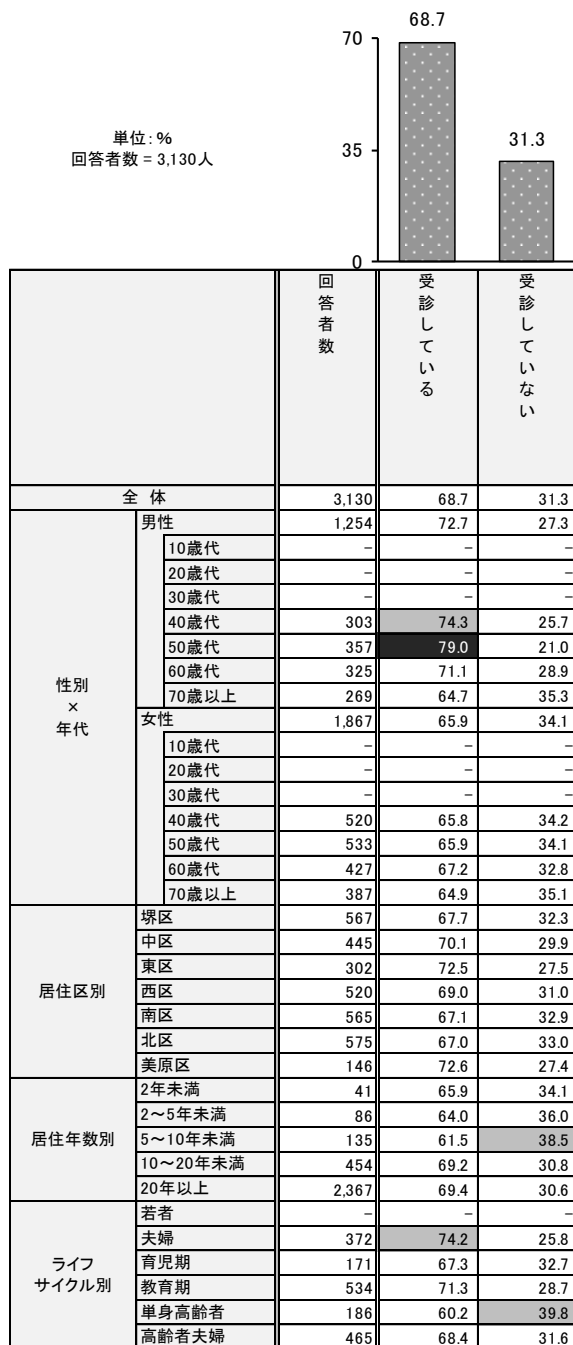 68.7
70
単位:%
回答者数 = 3,130人
35
31.3
0
回答者数 受診している 受診していない
全 体 3,130 68.7 31.3
性別×年代
男性 1,254 72.7 27.3
10歳代 – – –
20歳代 – – –
30歳代 – – –
40歳代 303 74.3 25.7
50歳代 357 79.0 21.0
60歳代 325 71.1 28.9
70歳以上 269 64.7 35.3
女性 1,867 65.9 34.1
10歳代 – – –
20歳代 – – –
30歳代 – – –
40歳代 520 65.8 34.2
50歳代 533 65.9 34.1
60歳代 427 67.2 32.8
70歳以上 387 64.9 35.1
居住区別
堺区 567 67.7 32.3
中区 445 70.1 29.9
東区 302 72.5 27.5
西区 520 69.0 31.0
南区 565 67.1 32.9
北区 575 67.0 33.0
美原区 146 72.6 27.4
居住年数別
2年未満 41 65.9 34.1
2～5年未満 86 64.0 36.0
5～10年未満 135 61.5 38.5
10～20年未満 454 69.2 30.8
20年以上 2,367 69.4 30.6
ライフ
サイクル別
若者 – – –
夫婦 372 74.2 25.8
育児期 171 67.3 32.7
教育期 534 71.3 28.7
単身高齢者 186 60.2 39.8
高齢者夫婦 465 68.4 31.6